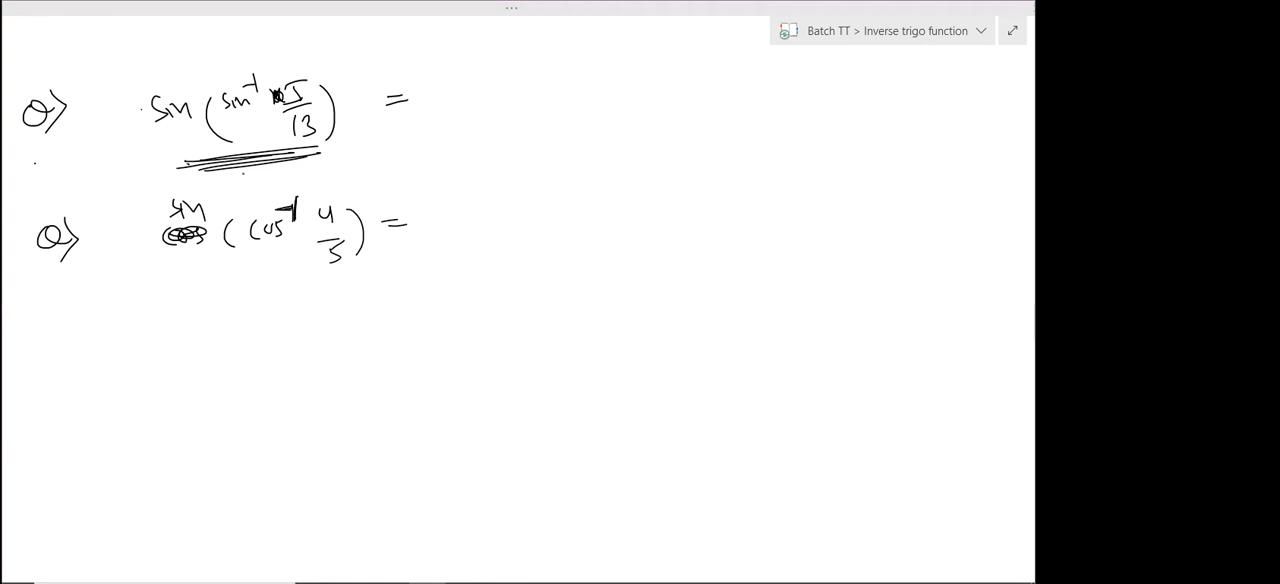 Batch TT > Inverse trigo function
Q) sin (sin⁻¹ 5/13) =
Q) sin (cos⁻¹ 4/5) =